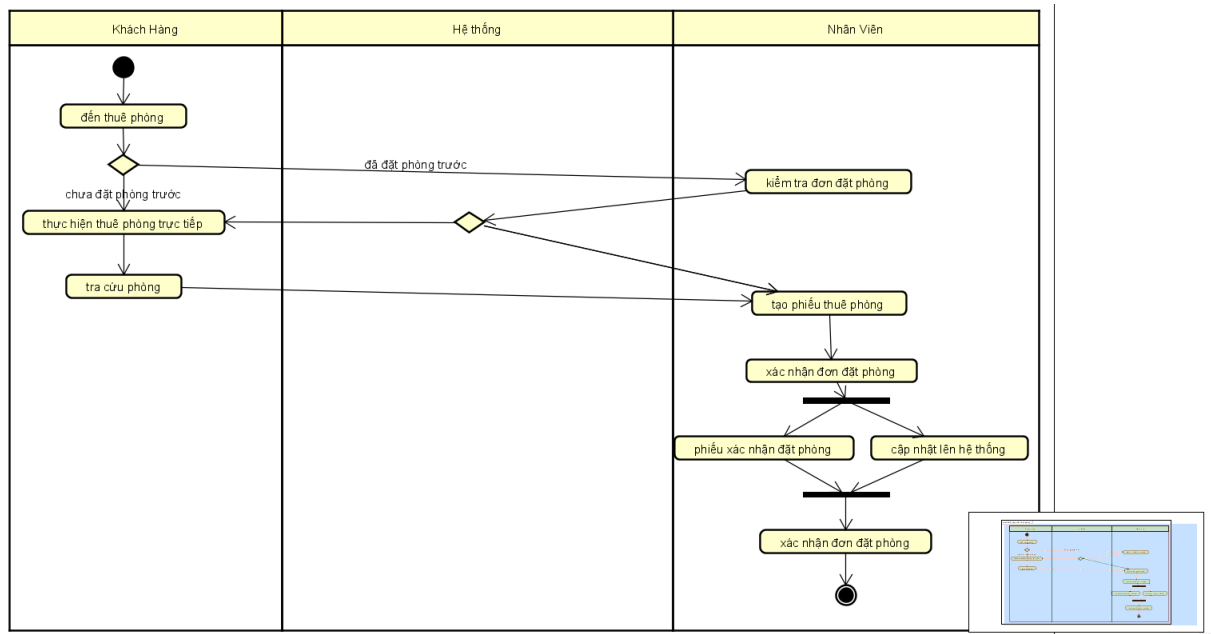 Khách Hàng
Hệ thống
Nhân Viên
đến thuê phòng
đã đặt phòng trước
kiểm tra đơn đặt phòng
chưa đặt phòng trước
thực hiện thuê phòng trực tiếp
tra cứu phòng
tạo phiếu thuê phòng
xác nhận đơn đặt phòng
phiếu xác nhận đặt phòng
cập nhật lên hệ thống
xác nhận đơn đặt phòng